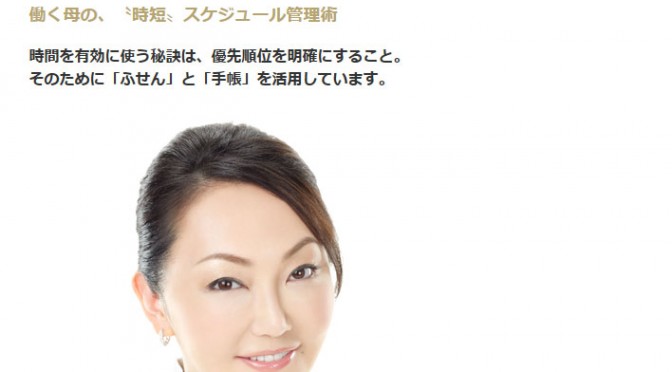 働く母の、〝時短〟スケジュール管理術
時間を有効に使う秘訣は、優先順位を明確にすること。
そのために「ふせん」と「手帳」を活用しています。